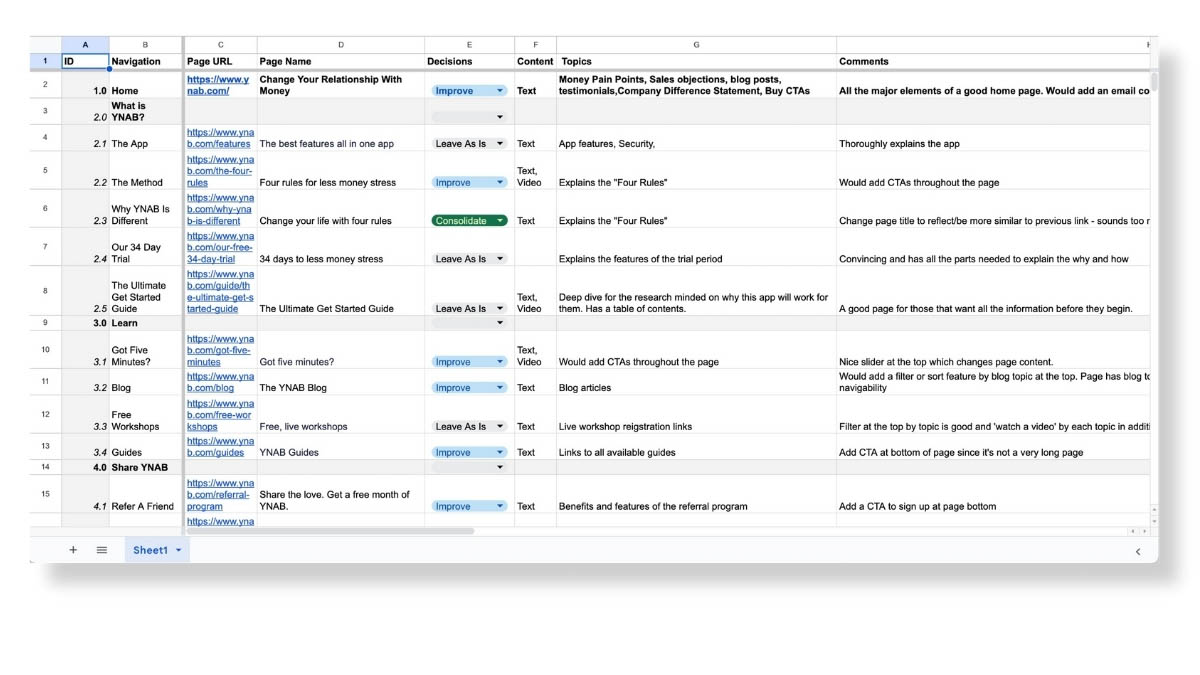 A B C D E F G H
1 ID Navigation Page URL Page Name Decisions Content Topics Comments
2 1.0 Home https://www.y
nab.com/ Change Your Relationship With
Money Improve Text Money Pain Points, Sales objections, blog posts,
testimonials,Company Difference Statement, Buy CTAs All the major elements of a good home page. Would add an email co
3 2.0 What is
YNAB?
4 2.1 The App https://www.yna
b.com/features The best features all in one app Leave As Is Text App features, Security, Thoroughly explains the app
5 2.2 The Method https://www.yna
b.com/the-four-
rules Four rules for less money stress Improve Text,
Video Explains the "Four Rules" Would add CTAs throughout the page
6 2.3 Why YNAB Is
Different https://www.yna
b.com/why-yna
b-is-different Change your life with four rules Consolidate Text Explains the "Four Rules" Change page title to reflect/be more similar to previous link - sounds too r
7 2.4 Our 34 Day
Trial https://www.yna
b.com/our-free-
34-day-trial 34 days to less money stress Leave As Is Explains the features of the trial period Convincing and has all the parts needed to explain the why and how
8 2.5 The Ultimate
Get Started
Guide https://www.yna
b.com/guide/th
e-ultimate-get-s
tarted-guide The Ultimate Get Started Guide Leave As Is Text,
Video Deep dive for the research minded on why this app will work for
them. Has a table of contents. A good page for those that want all the information before they begin.
9 3.0 Learn
10 3.1 Got Five
Minutes? https://www.yna
b.com/got-five-
minutes Got five minutes? Improve Text,
Video Would add CTAs throughout the page Nice slider at the top which changes page content.
11 3.2 Blog https://www.yna
b.com/blog The YNAB Blog Improve Text Blog articles Would add a filter or sort feature by blog topic at the top. Page has blog to
navigability
12 3.3 Free
Workshops https://www.yna
b.com/free-wor
kshops Free, live workshops Leave As Is Text Live workshop reigstration links Filter at the top by topic is good and 'watch a video' by each topic in additi
13 3.4 Guides https://www.yna
b.com/guides YNAB Guides Improve Text Links to all available guides Add CTA at bottom of page since it's not a very long page
14 4.0 Share YNAB
15 4.1 Refer A Friend https://www.yna
b.com/referral-
program Share the love. Get a free month of
YNAB. Improve Text Benefits and features of the referral program Add a CTA to sign up at page bottom
https://www.yna
Sheet1